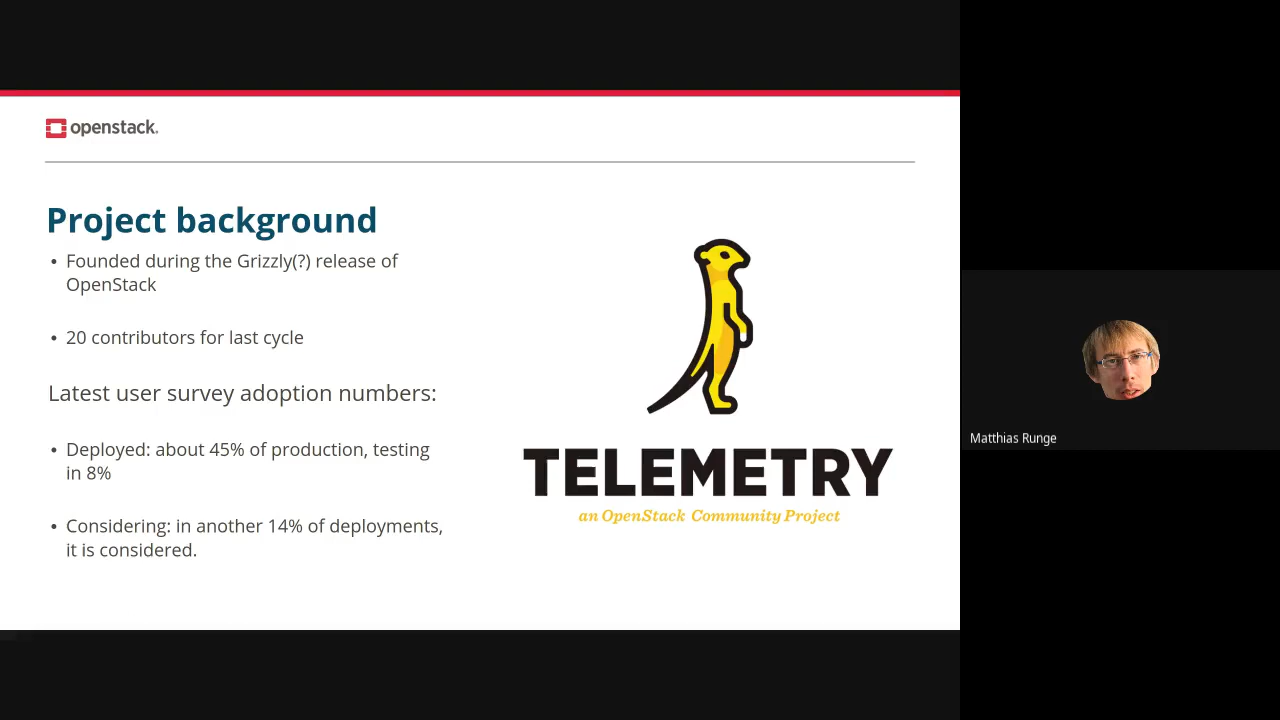 openstack.
Project background
• Founded during the Grizzly(?) release of
OpenStack
• 20 contributors for last cycle
Latest user survey adoption numbers:
• Deployed: about 45% of production, testing
in 8%
• Considering: in another 14% of deployments,
it is considered.
TELEMETRY
an OpenStack Community Project
Matthias Runge